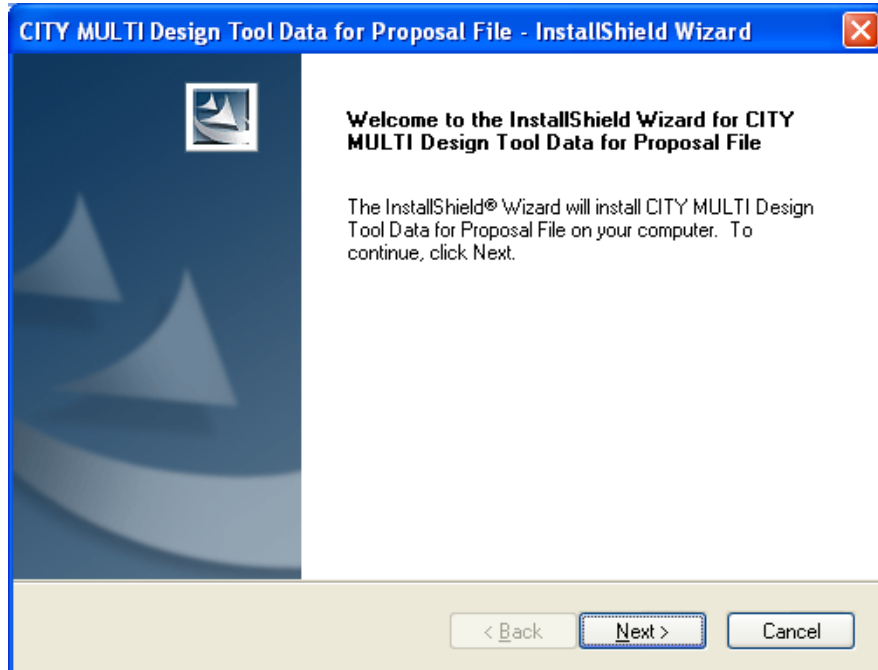 CITY MULTI Design Tool Data for Proposal File - InstallShield Wizard
Welcome to the InstallShield Wizard for CITY
MULTI Design Tool Data for Proposal File
The InstallShield® Wizard will install CITY MULTI Design
Tool Data for Proposal File on your computer. To
continue, click Next.
< Back Next > Cancel